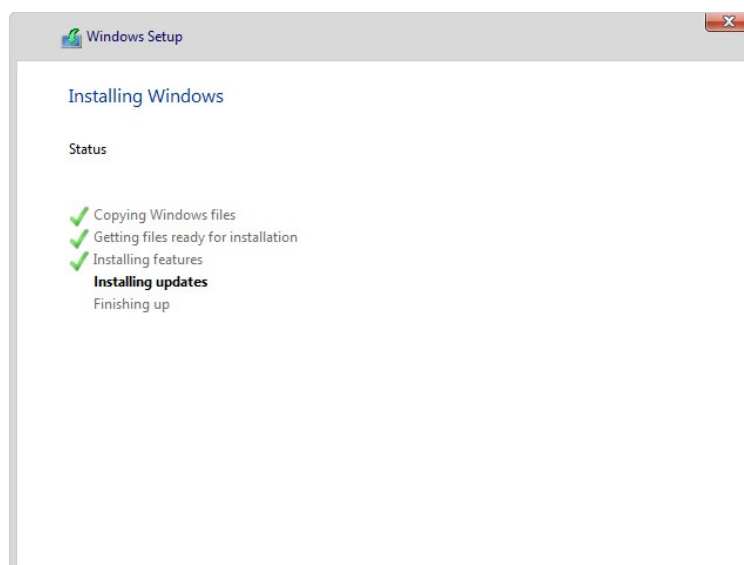 Windows Setup
Installing Windows
Status
Copying Windows files
Getting files ready for installation
Installing features
Installing updates
Finishing up